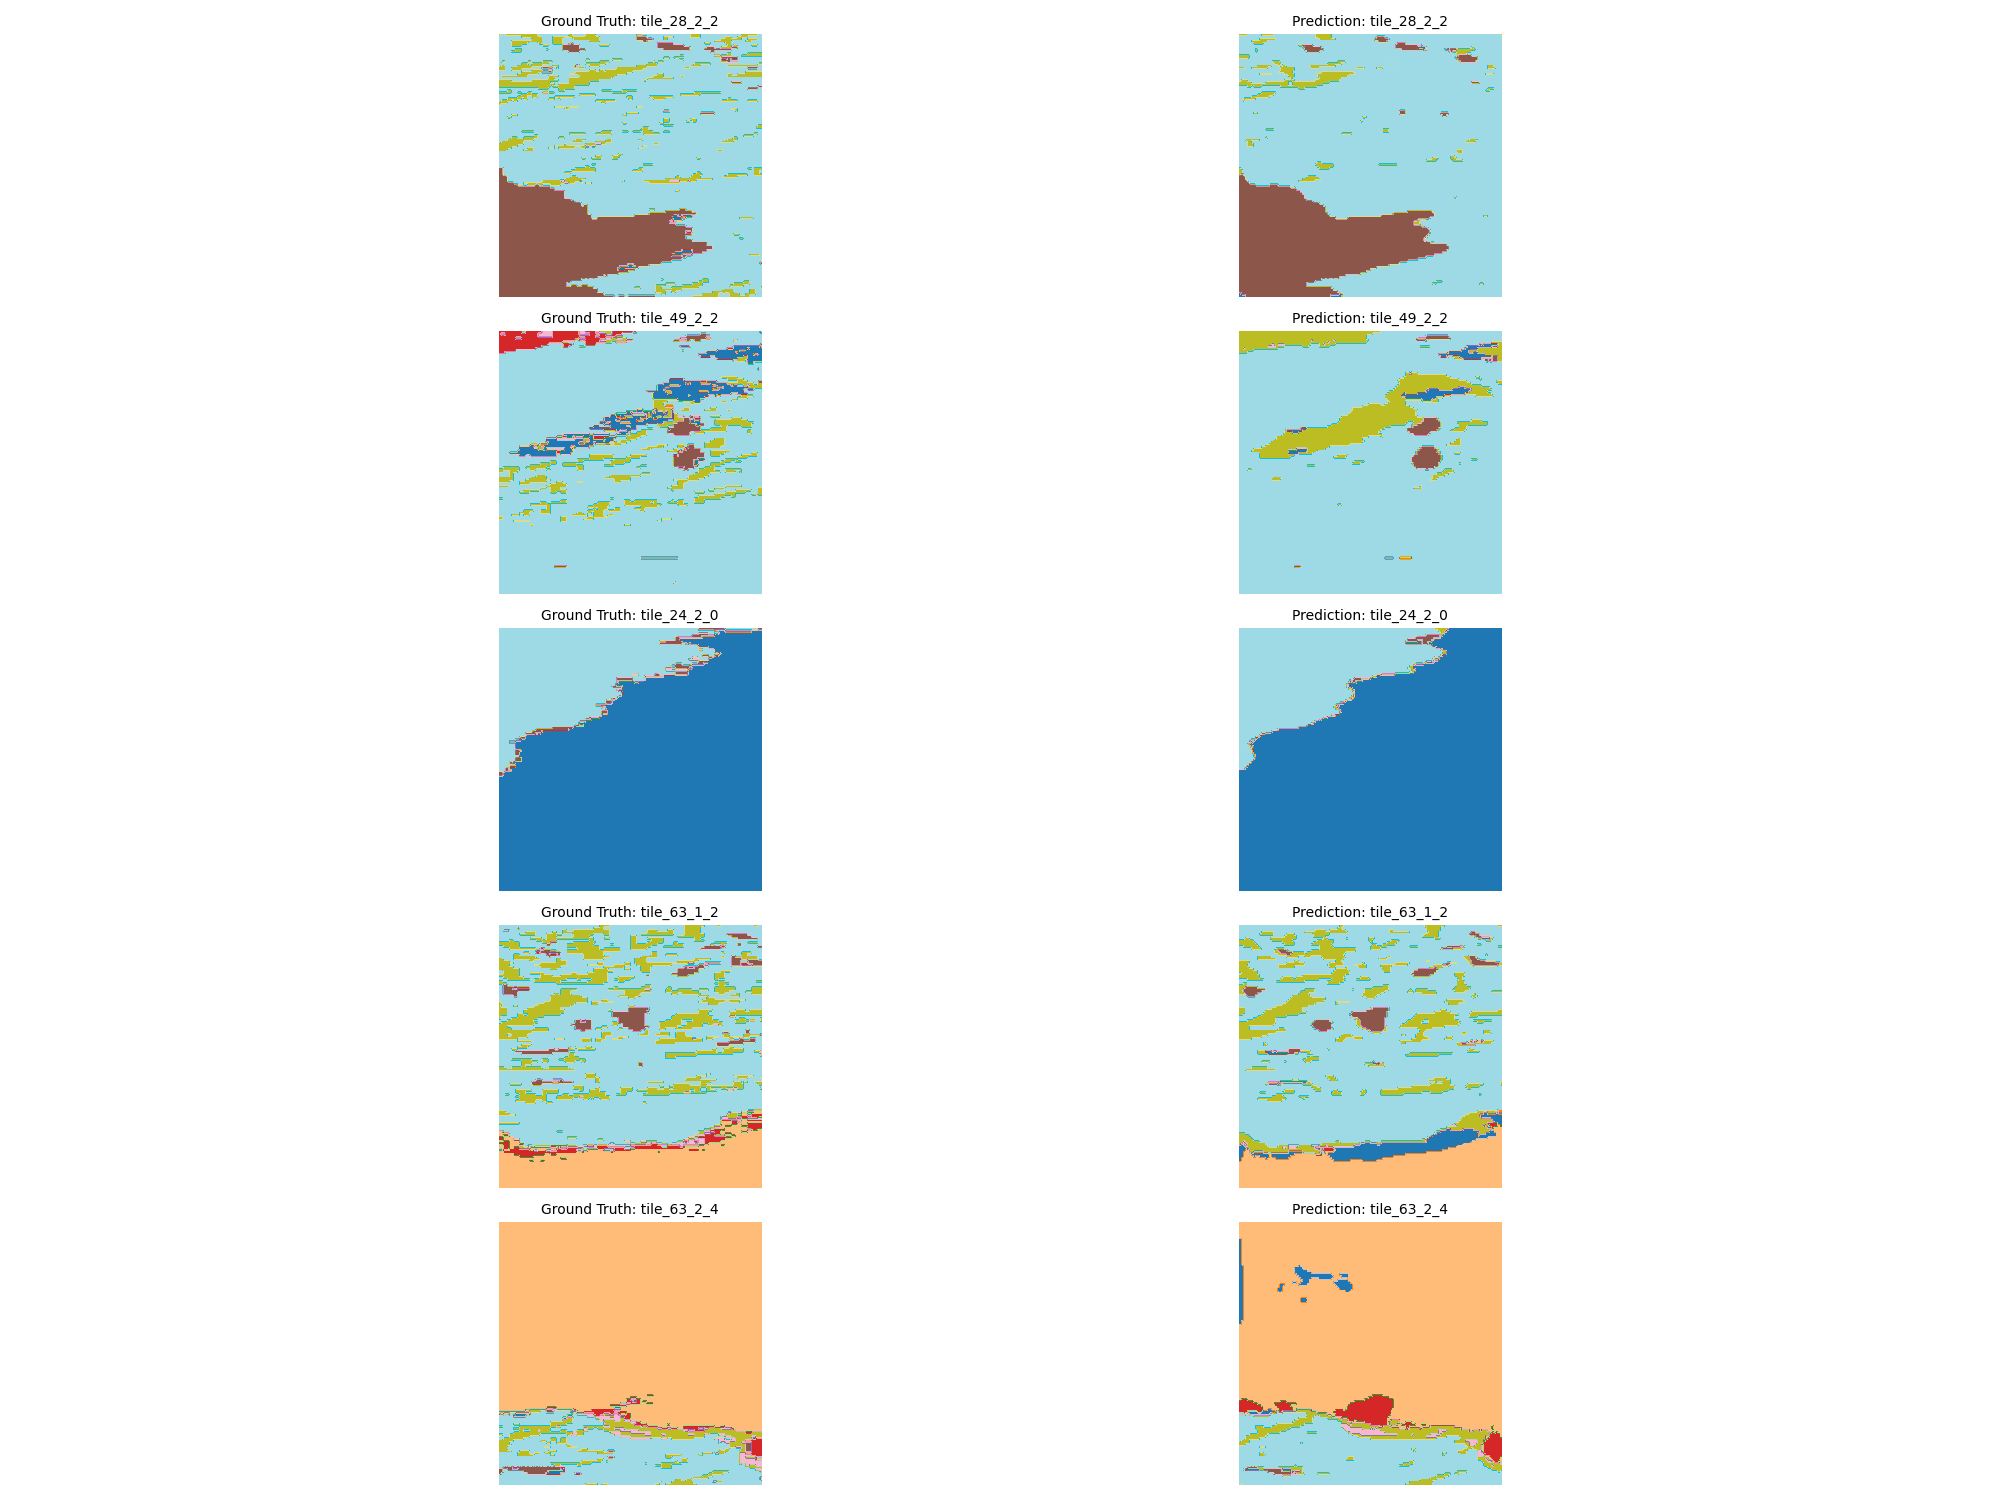 Ground Truth: tile_28_2_2
Prediction: tile_28_2_2
Ground Truth: tile_49_2_2
Prediction: tile_49_2_2
Ground Truth: tile_24_2_0
Prediction: tile_24_2_0
Ground Truth: tile_63_1_2
Prediction: tile_63_1_2
Ground Truth: tile_63_2_4
Prediction: tile_63_2_4